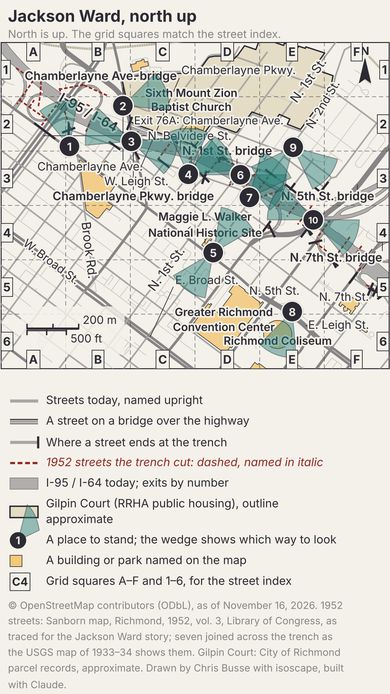 Jackson Ward, north up
North is up. The grid squares match the street index.
A B C D E F N
1 1
Chamberlayne Ave. bridge
Chamberlayne Pkwy.
N. 1st St.
N. 2nd St.
Sixth Mount Zion
Baptist Church
I-95 / I-64
2
Exit 76A: Chamberlayne
2 2
N. Belvidere St.
1 3
N. 1st St. bridge
9
Chamberlayne Ave.
W. Leigh St.
4 6
3 3
Chamberlayne Pkwy. bridge
7
N. 5th St. bridge
Maggie L. Walker
National Historic Site
10
4 4
Brook Rd.
W. Broad St.
5
N. 7th St. bridge
N. 1st St.
E. Broad St.
5 5
N. 5th St.
N. 7th St.
200 m
500 ft
Greater Richmond
Convention Center
8
E. Leigh St.
Richmond Coliseum
6 6
A B C D E F
Streets today, named upright
A street on a bridge over the highway
Where a street ends at the trench
1952 streets the trench cut: dashed, named in italic
I-95 / I-64 today; exits by number
Gilpin Court (RRHA public housing), outline
approximate
1 A place to stand; the wedge shows which way to look
A building or park named on the map
C4 Grid squares A–F and 1–6, for the street index
© OpenStreetMap contributors (ODbL), as of November 16, 2026. 1952
streets: Sanborn map, Richmond, 1952, vol. 3, Library of Congress, as
traced for the Jackson Ward story; seven joined across the trench as
the USGS map of 1933–34 shows them. Gilpin Court: City of Richmond
parcel records, approximate. Drawn by Chris Busse with isoscape, built
with Claude.